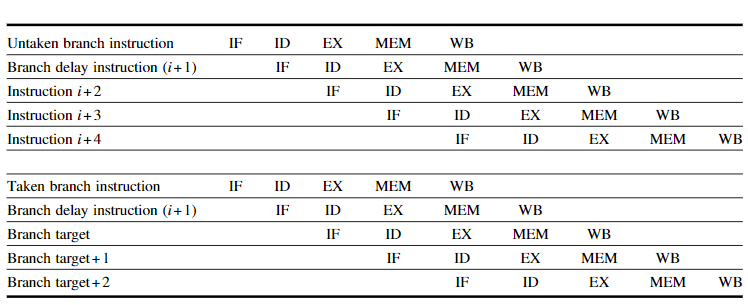 Untaken branch instruction IF ID EX MEM WB
Branch delay instruction (i+1) IF ID EX MEM WB
Instruction i+2 IF ID EX MEM WB
Instruction i+3 IF ID EX MEM WB
Instruction i+4 IF ID EX MEM WB
Taken branch instruction IF ID EX MEM WB
Branch delay instruction (i+1) IF ID EX MEM WB
Branch target IF ID EX MEM WB
Branch target+1 IF ID EX MEM WB
Branch target+2 IF ID EX MEM WB